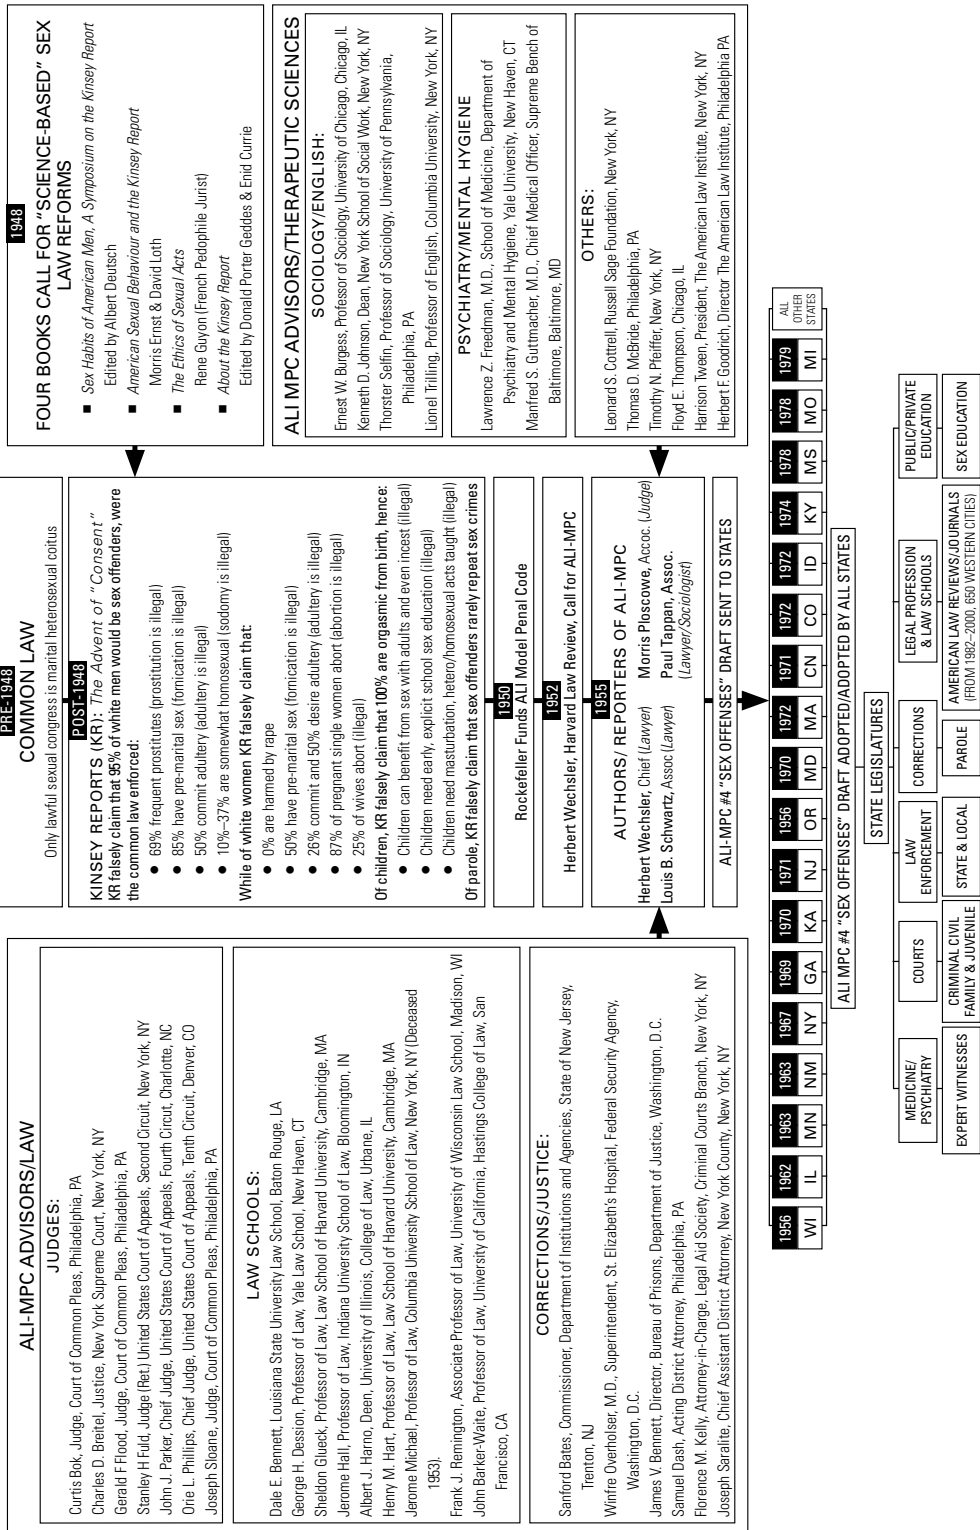 ALI-MPC ADVISORS/LAW
JUDGES:
Curtis Bok, Judge, Court of Common Pleas, Philadelphia, PA
Charles D. Breitel, Justice, New York Supreme Court, New York, NY
Gerald F Flood, Judge, Court of Common Pleas, Philadelphia, PA
Stanley H Fuld, Judge (Ret.) United States Court of Appeals, Second Circuit, New York, NY
John J. Parker, Cheif Judge, United States Court of Appeals, Fourth Circut, Charlotte, NC
Orie L. Phillips, Chief Judge, United States Court of Appeals, Tenth Circuit, Denver, CO
Joseph Sloane, Judge, Court of Common Pleas, Philadelphia, PA
LAW SCHOOLS:
Dale E. Bennett, Louisiana State University Law School, Baton Rouge, LA
George H. Dession, Professor of Law, Yale Law School, New Haven, CT
Sheldon Glueck, Professor of Law, Law School of Harvard University, Cambridge, MA
Jerome Hall, Professor of Law, Indiana University School of Law, Bloomington, IN
Albert J. Harno, Deen, University of Illinois, College of Law, Urbane, IL
Henry M. Hart, Professor of Law, Law School of Harvard University, Cambridge, MA
Jerome Michael, Professor of Law, Columbia University School of Law, New York, NY (Deceased
1953).
Frank J. Remington, Associate Professor of Law, University of Wisconsin Law School, Madison, WI
John Barker-Waite, Professor of Law, University of California, Hastings College of Law, San
Francisco, CA
CORRECTIONS/JUSTICE:
Sanford Bates, Commissioner, Department of Institutions and Agencies, State of New Jersey,
Trenton, NJ
Winfre Overholser, M.D., Superintendent, St. Elizabeth's Hospital, Federal Security Agency,
Washington, D.C.
James V. Bennett, Director, Bureau of Prisons, Department of Justice, Washington, D.C.
Samuel Dash, Acting District Attorney, Philadelphia, PA
Florence M. Kelly, Attorney-in-Charge, Legal Aid Society, Criminal Courts Branch, New York, NY
Joseph Saralite, Chief Assistant District Attorney, New York County, New York, NY
PRE-1948
COMMON LAW
Only lawful sexual congress is marital heterosexual coitus
POST-1948
KINSEY REPORTS (KR): The Advent of "Consent"
KR falsely claim that 95% of white men would be sex offenders, were
the common law enforced:
● 69% frequent prostitutes (prostitution is illegal)
● 85% have pre-marital sex (fornication is illegal)
● 50% commit adultery (adultery is illegal)
● 10%–37% are somewhat homosexual (sodomy is illegal)
While of white women KR falsely claim that:
● 0% are harmed by rape
● 50% have pre-marital sex (fornication is illegal)
● 26% commit and 50% desire adultery (adultery is illegal)
● 87% of pregnant single women abort (abortion is illegal)
● 25% of wives abort (illegal)
Of children, KR falsely claim that 100% are orgasmic from birth, hence:
● Children can benefit from sex with adults and even incest (illegal)
● Children need early, explicit school sex education (illegal)
● Children need masturbation, hetero/homosexual acts taught (illegal)
Of parole, KR falsely claim that sex offenders rarely repeat sex crimes
1950
Rockefeller Funds ALI Model Penal Code
1952
Herbert Wechsler, Harvard Law Review, Call for ALI-MPC
1955
AUTHORS/REPORTERS OF ALI-MPC
Herbert Wechsler, Chief (Lawyer) Morris Ploscowe, Accoc. (Judge)
Louis B. Schwartz, Assoc (Lawyer) Paul Tappan, Assoc.
(Lawyer/Sociologist)
ALI-MPC #4 "SEX OFFENSES" DRAFT SENT TO STATES
1948
FOUR BOOKS CALL FOR "SCIENCE-BASED" SEX
LAW REFORMS
■ Sex Habits of American Men, A Symposium on the Kinsey Report
Edited by Albert Deutsch
■ American Sexual Behaviour and the Kinsey Report
Morris Ernst & David Loth
■ The Ethics of Sexual Acts
Rene Guyon (French Pedophile Jurist)
■ About the Kinsey Report
Edited by Donald Porter Geddes & Enid Currie
ALI MPC ADVISORS/THERAPEUTIC SCIENCES
SOCIOLOGY/ENGLISH:
Ernest W. Burgess, Professor of Sociology, University of Chicago, Chicago, IL
Kenneth D. Johnson, Dean, New York School of Social Work, New York, NY
Thorster Selfin, Professor of Sociology, University of Pennsylvania,
Philadelphia, PA
Lionel Trilling, Professor of English, Columbia University, New York, NY
PSYCHIATRY/MENTAL HYGIENE
Lawrence Z. Freedman, M.D., School of Medicine, Department of
Psychiatry and Mental Hygiene, Yale University, New Haven, CT
Manfred S. Guttmacher, M.D., Chief Medical Officer, Supreme Bench of
Baltimore, Baltimore, MD
OTHERS:
Leonard S. Cottrell, Russell Sage Foundation, New York, NY
Thomas D. McBride, Philadelphia, PA
Timothy N. Pfeiffer, New York, NY
Floyd E. Thompson, Chicago, IL
Harrison Tween, President, The American Law Institute, New York, NY
Herbert F. Goodrich, Director The American Law Institute, Philadelphia PA
1956 1962 1963 1963 1967 1969 1970 1971 1956 1970 1972 1971 1972 1972 1974 1978 1978 1979 ALL OTHER STATES
WI IL MN NM NY GA KA NJ OR MD MA CN CO ID KY MS MO MI
ALI MPC #4 "SEX OFFENSES" DRAFT ADOPTED/ADOPTED BY ALL STATES
STATE LEGISLATURES
MEDICINE/
PSYCHIATRY
COURTS
LAW
ENFORCEMENT
CORRECTIONS
LEGAL PROFESSION
& LAW SCHOOLS
PUBLIC/PRIVATE
EDUCATION
EXPERT WITNESSES
CRIMINAL CIVIL
FAMILY & JUVENILE
STATE & LOCAL
PAROLE
AMERICAN LAW REVIEWS/JOURNALS
(FROM 1982–2000, 650 WESTERN CITIES)
SEX EDUCATION